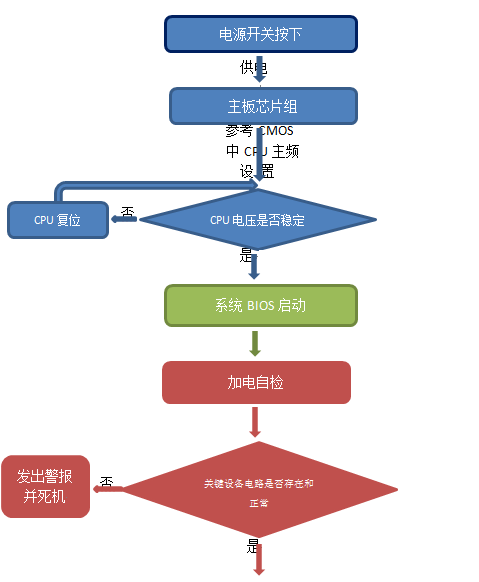 电源开关按下
供电
主板芯片组
参考 CMOS
中 CPU 主频
设置
CPU 复位
否
CPU 电压是否稳定
是
系统 BIOS 启动
加电自检
发出警报
并死机
否
关键设备电路是否存在和
正常
是